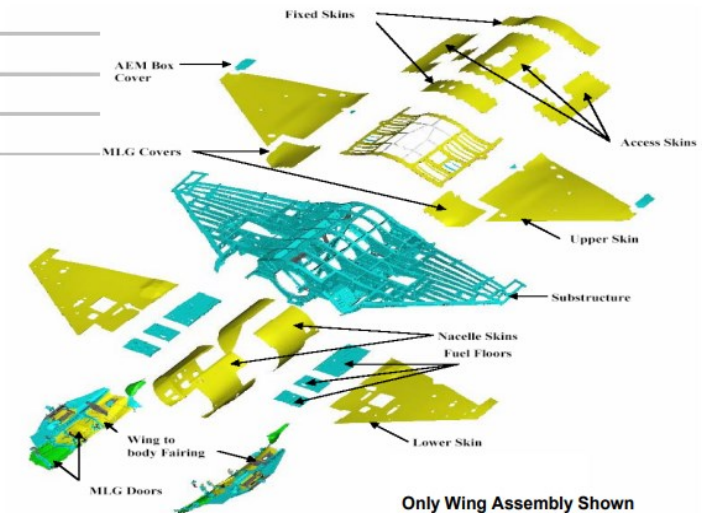 Fixed Skins
AEM Box
Cover
MLG Covers
Access Skins
Upper Skin
Substructure
Nacelle Skins
Fuel Floors
Lower Skin
Wing to
body Fairing
MLG Doors
Only Wing Assembly Shown